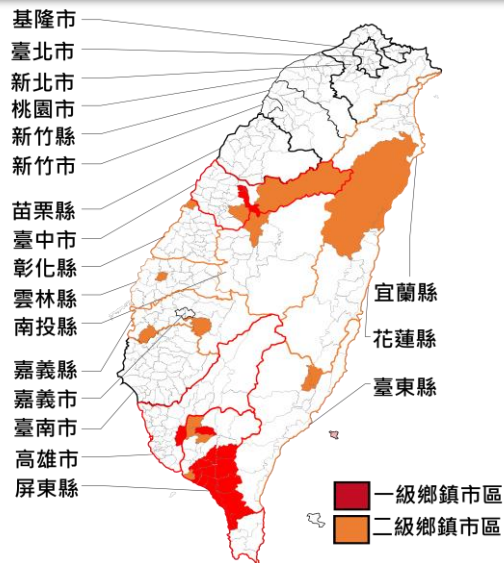 基隆市
臺北市
新北市
桃園市
新竹縣
新竹市
苗栗縣
臺中市
彰化縣
雲林縣
南投縣
嘉義縣
嘉義市
臺南市
高雄市
屏東縣
宜蘭縣
花蓮縣
臺東縣
一級鄉鎮市區
二級鄉鎮市區